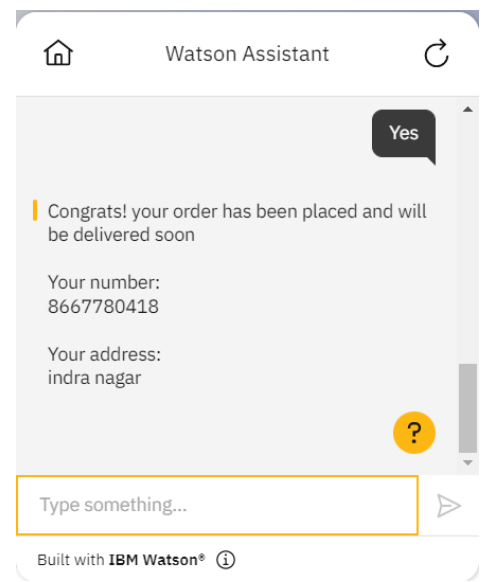 Watson Assistant
Yes
Congrats! your order has been placed and will
be delivered soon
Your number:
8667780418
Your address:
indra nagar
?
Type something...
Built with IBM Watson®